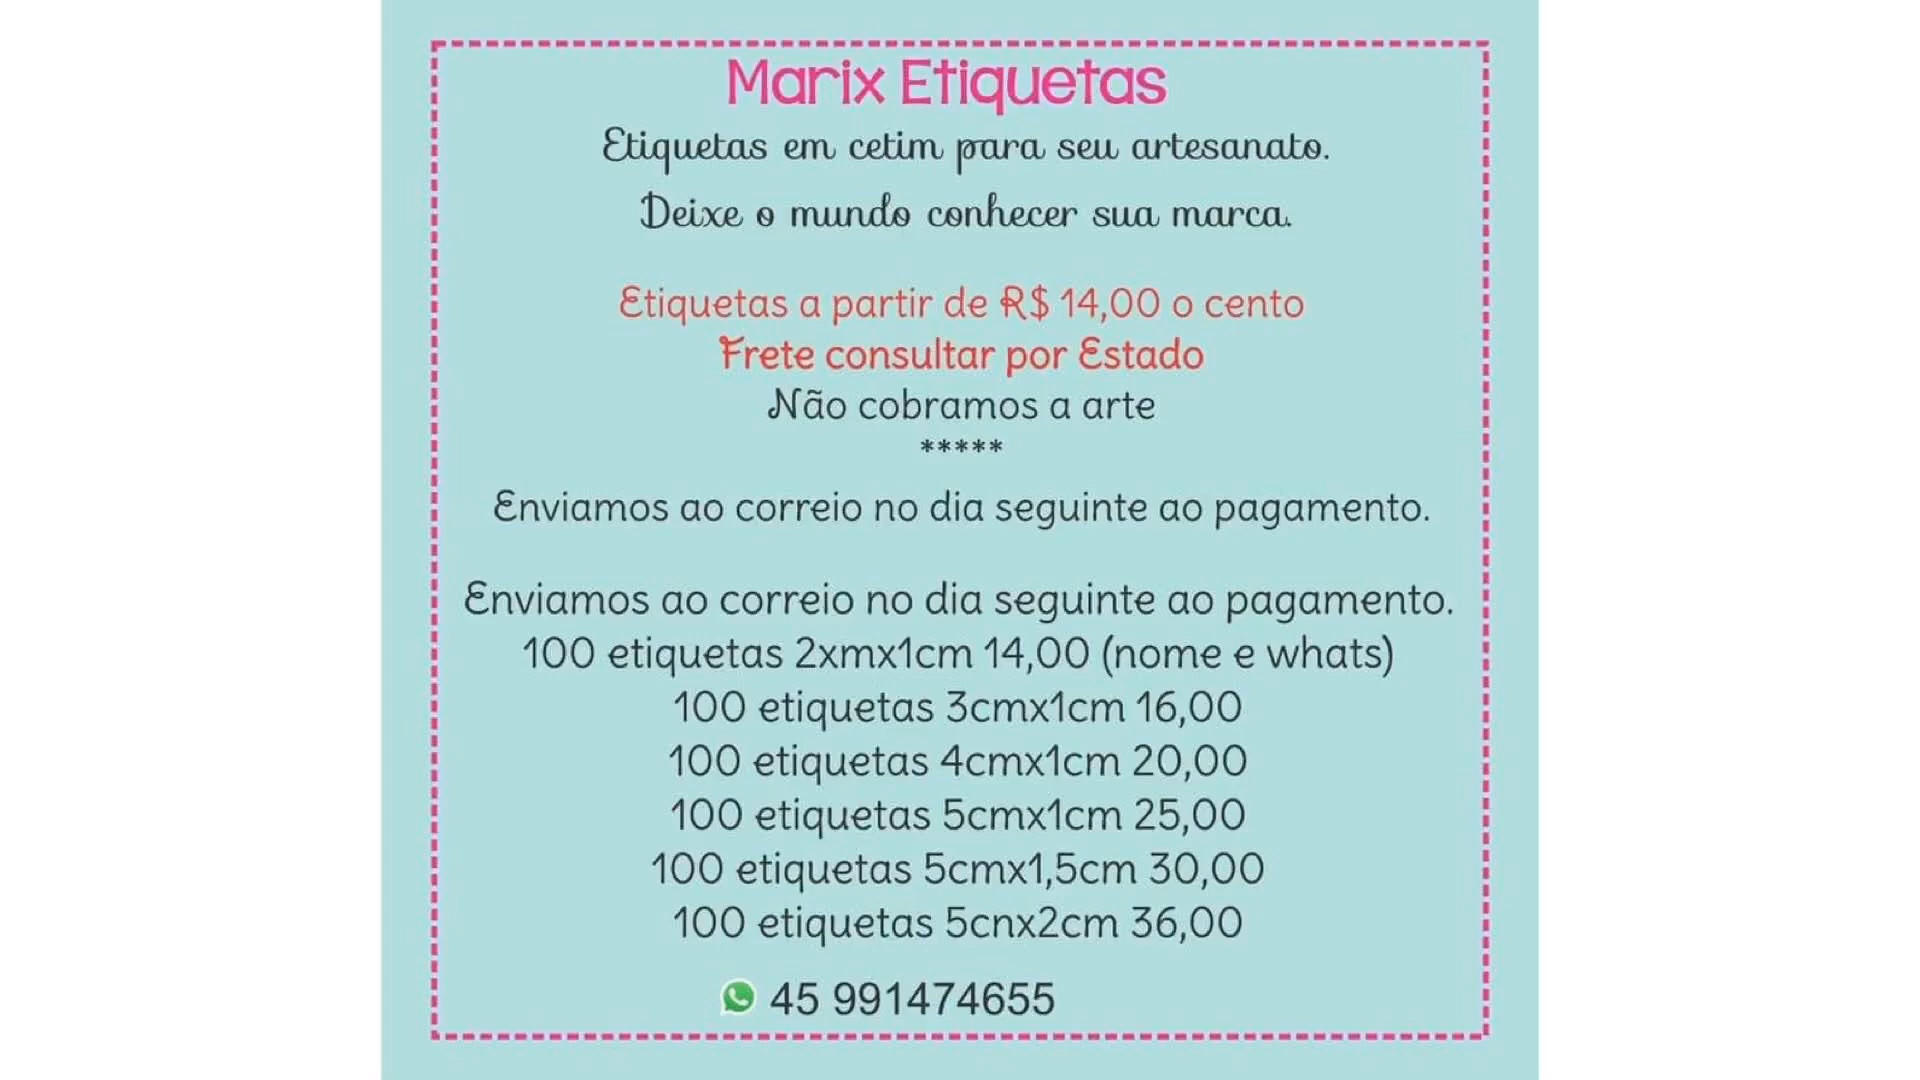 Marix Etiquetas
Etiquetas em cetim para seu artesanato.
Deixe o mundo conhecer sua marca.
Etiquetas a partir de R$ 14,00 o cento
Frete consultar por Estado
Não cobramos a arte
*****
Enviamos ao correio no dia seguinte ao pagamento.
Enviamos ao correio no dia seguinte ao pagamento.
100 etiquetas 2xmx1cm 14,00 (nome e whats)
100 etiquetas 3cmx1cm 16,00
100 etiquetas 4cmx1cm 20,00
100 etiquetas 5cmx1cm 25,00
100 etiquetas 5cmx1,5cm 30,00
100 etiquetas 5cnx2cm 36,00
45 991474655